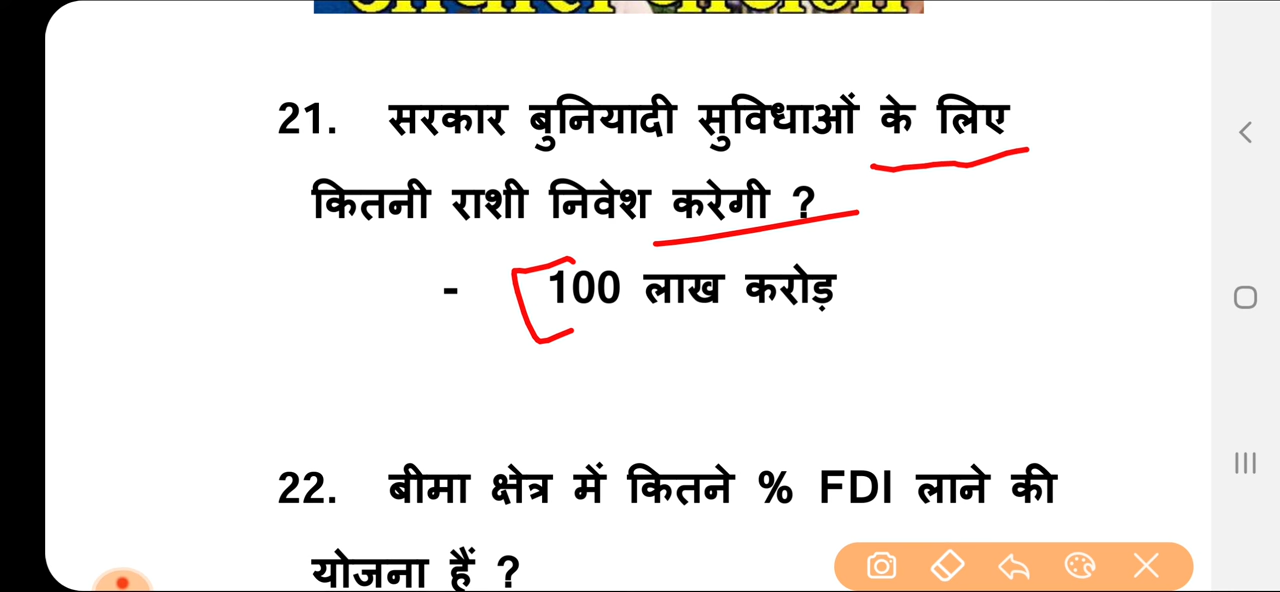 21. सरकार बुनियादी सुविधाओं के लिए
कितनी राशी निवेश करेगी ?
- 100 लाख करोड़
22. बीमा क्षेत्र में कितने % FDI लाने की
योजना हैं ?